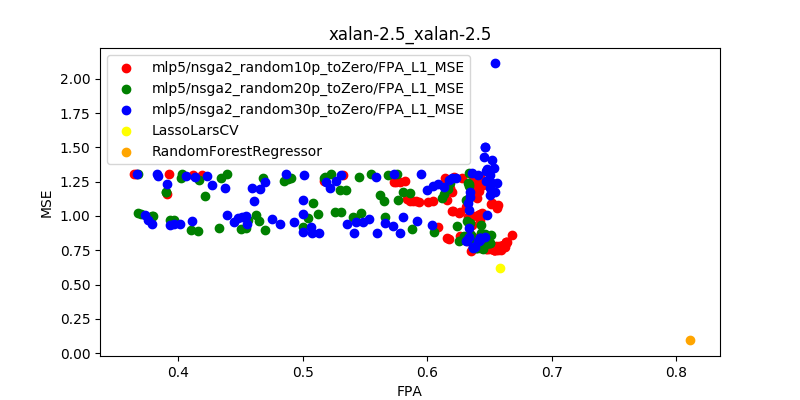 xalan-2.5_xalan-2.5
mlp5/nsga2_random10p_toZero/FPA_L1_MSE
mlp5/nsga2_random20p_toZero/FPA_L1_MSE
mlp5/nsga2_random30p_toZero/FPA_L1_MSE
LassoLarsCV
RandomForestRegressor
MSE
2.00
1.75
1.50
1.25
1.00
0.75
0.50
0.25
0.00
0.4
0.5
0.6
0.7
0.8
FPA